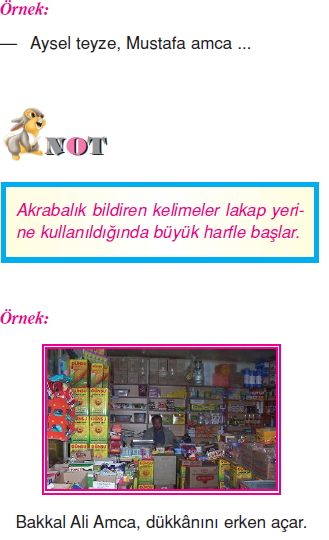 Örnek:
— Aysel teyze, Mustafa amca ...
NOT
Akrabalık bildiren kelimeler lakap yeri-
ne kullanıldığında büyük harfle başlar.
Örnek:
Bakkal Ali Amca, dükkânını erken açar.